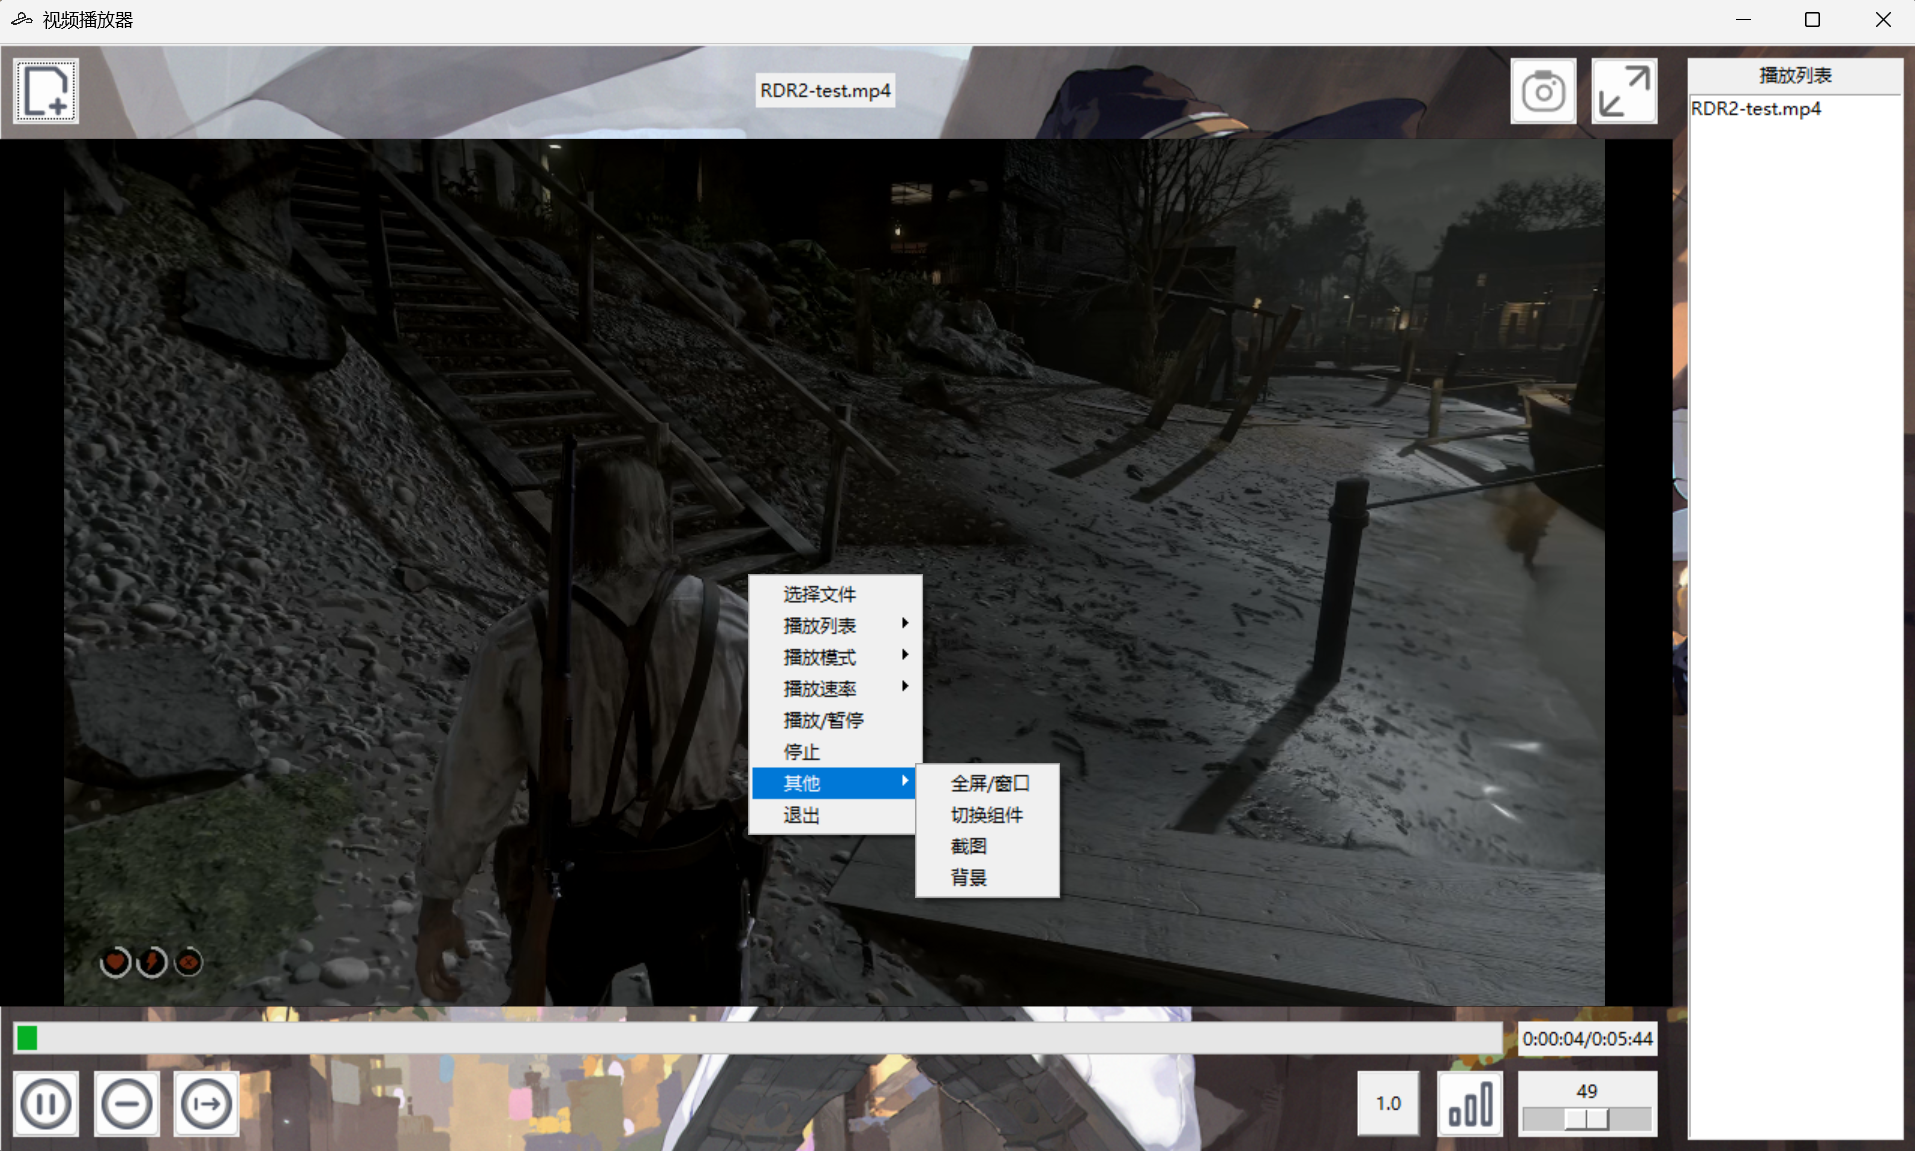 视频播放器
RDR2-test.mp4
播放列表
RDR2-test.mp4
选择文件
播放列表
播放模式
播放速率
播放/暂停
停止
其他
退出
全屏/窗口
切换组件
截图
背景
0:00:04/0:05:44
1.0
49